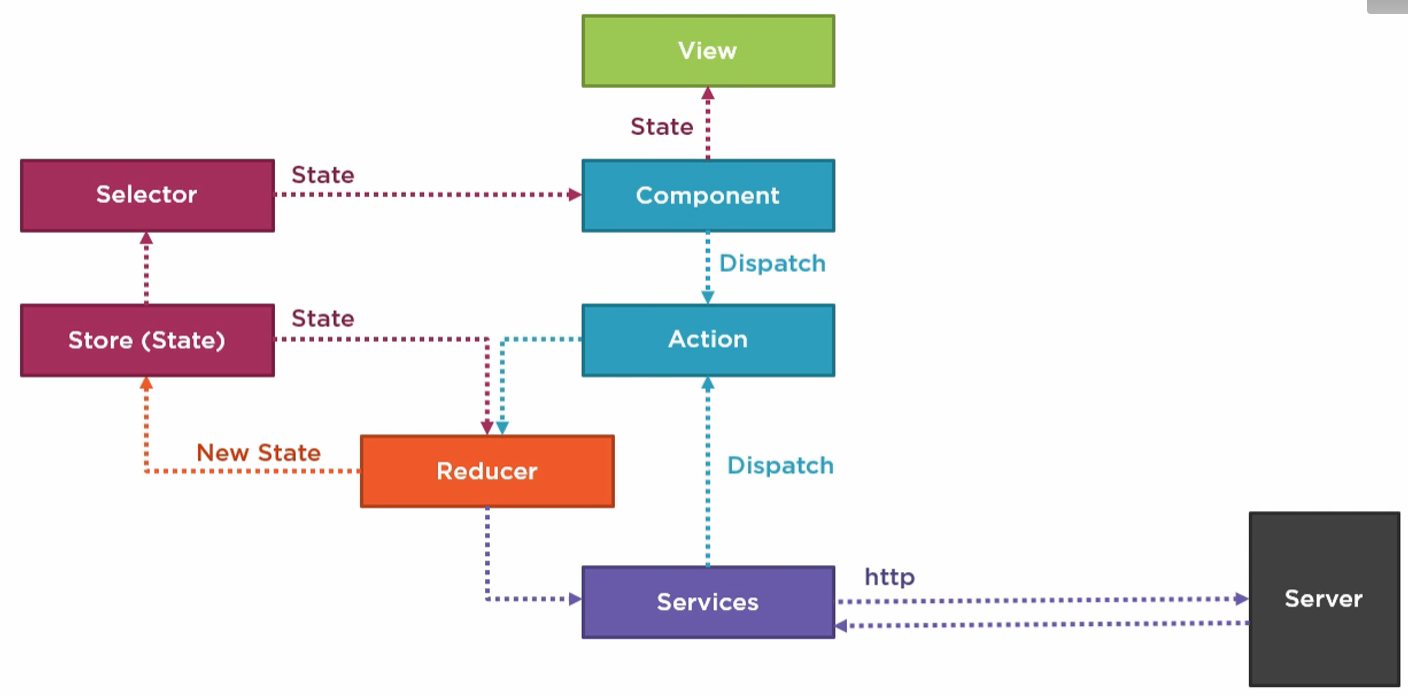 View
State
Selector
State
Component
Dispatch
Store (State)
State
Action
New State
Reducer
Dispatch
http
Services
Server